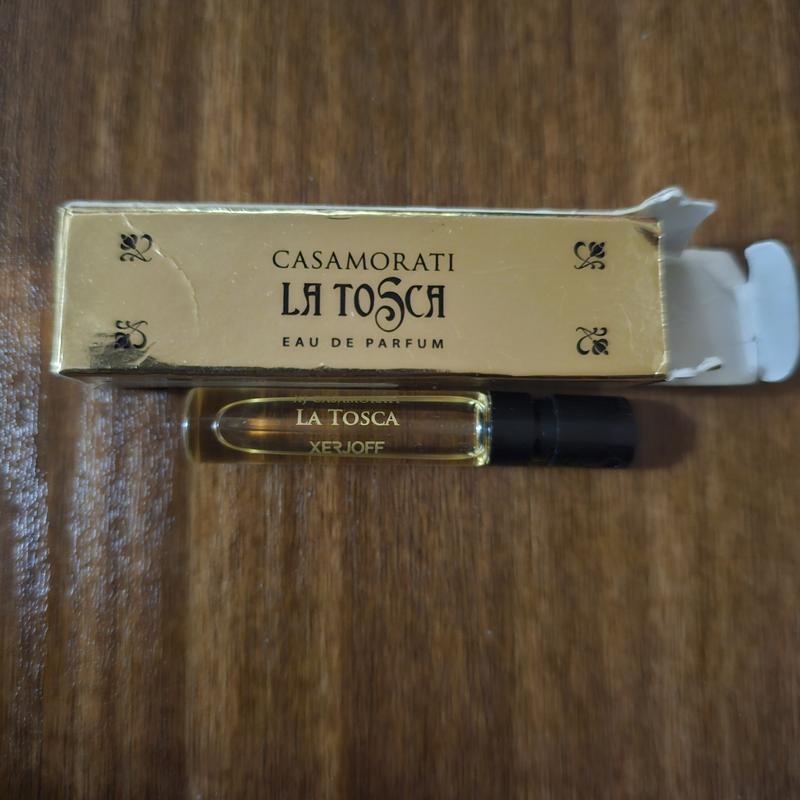 CASAMORATI
LA TOSCA
EAU DE PARFUM
LA TOSCA
XERJOFF